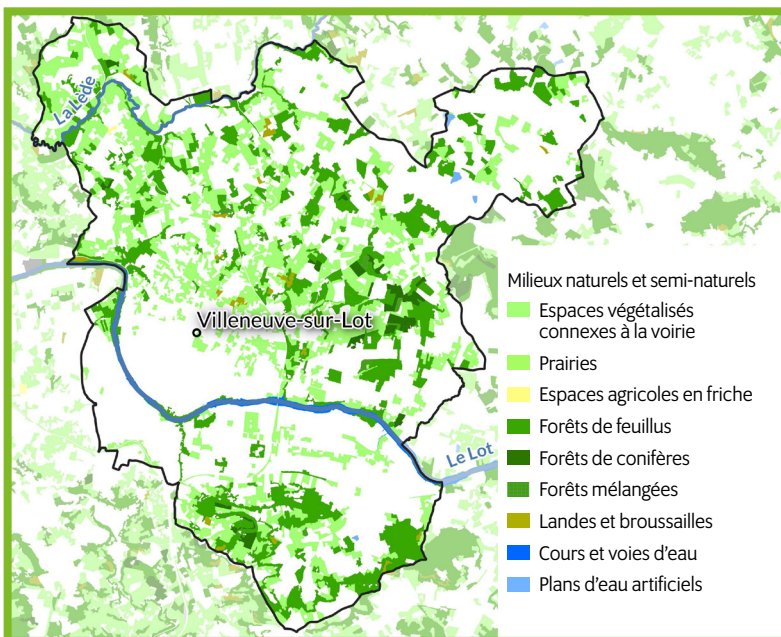 La Lède
Villeneuve-sur-Lot
Le Lot
Milieux naturels et semi-naturels
Espaces végétalisés
connexes à la voirie
Prairies
Espaces agricoles en friche
Forêts de feuillus
Forêts de conifères
Forêts mélangées
Landes et broussailles
Cours et voies d'eau
Plans d'eau artificiels